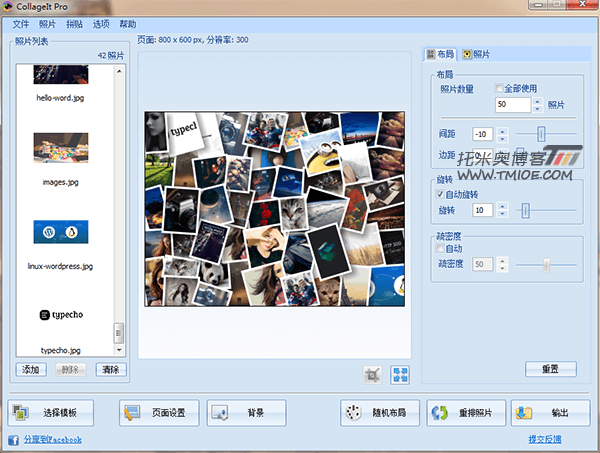 CollageIt Pro
文件 照片 拼贴 选项 帮助
照片列表
42 照片
hello-word.jpg
images.jpg
linux-wordpress.jpg
typecho
typecho.jpg
添加 删除 清除
页面: 800 x 600 px, 分辨率: 300
typecl
HTTP 300
布局 照片
布局
照片数量 全部使用
50 照片
间距 -10
边距
托米奥博客
WWW.TMIOE.COM
旋转
自动旋转
旋转 10
疏密度
自动
疏密度 50
重置
选择模板 页面设置 背景 随机布局 重排照片 输出
分享到Facebook
提交反馈